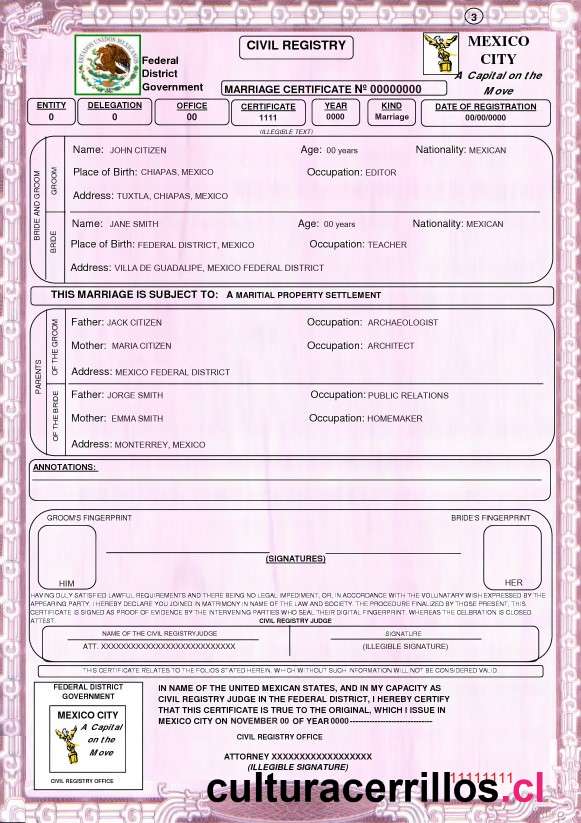 3
ESTADOS UNIDOS MEXICANOS
Federal
District
Government
CIVIL REGISTRY
MEXICO
CITY
A Capital on the
Move
MARRIAGE CERTIFICATE Nº 00000000
ENTITY DELEGATION OFFICE CERTIFICATE YEAR KIND DATE OF REGISTRATION
0 0 00 1111 0000 Marriage 00/00/0000
(ILLEGIBLE TEXT)
BRIDE AND GROOM
GROOM
Name: JOHN CITIZEN Age: 00 years Nationality: MEXICAN
Place of Birth: CHIAPAS, MEXICO Occupation: EDITOR
Address: TUXTLA, CHIAPAS, MEXICO
BRIDE
Name: JANE SMITH Age: 00 years Nationality: MEXICAN
Place of Birth: FEDERAL DISTRICT, MEXICO Occupation: TEACHER
Address: VILLA DE GUADALIPE, MEXICO FEDERAL DISTRICT
THIS MARRIAGE IS SUBJECT TO: A MARITIAL PROPERTY SETTLEMENT
PARENTS
OF THE GROOM
Father: JACK CITIZEN Occupation: ARCHAEOLOGIST
Mother: MARIA CITIZEN Occupation: ARCHITECT
Address: MEXICO FEDERAL DISTRICT
OF THE BRIDE
Father: JORGE SMITH Occupation: PUBLIC RELATIONS
Mother: EMMA SMITH Occupation: HOMEMAKER
Address: MONTERREY, MEXICO
ANNOTATIONS:
GROOM'S FINGERPRINT BRIDE'S FINGERPRINT
(SIGNATURES)
HIM HER
HAVING DULY SATISFIED LAWFUL REQUIREMENTS AND THERE BEING NO LEGAL IMPEDIMENT, OR, IN ACCORDANCE WITH THE VOLUNTARY WISH EXPRESSED BY THE
APPEARING PARTY, I HEREBY DECLARE YOU JOINED IN MATRIMONY IN NAME OF THE LAW AND SOCIETY. THE PROCEDURE FINALIZED BY THOSE PRESENT, THIS
CERTIFICATE IS SIGNED AS PROOF OF EVIDENCE BY THE INTERVENING PARTIES WHO SEAL THEIR DIGITAL FINGERPRINT. WHEREAS THE CELEBRATION IS CLOSED.
ATTEST. CIVIL REGISTRY JUDGE
NAME OF THE CIVIL REGISTRY JUDGE SIGNATURE
ATT. XXXXXXXXXXXXXXXXXXXXXXXXXXX (ILLEGIBLE SIGNATURE)
THIS CERTIFICATE RELATES TO THE FOLIOS STATED HEREIN, WHICH WITHOUT SUCH INFORMATION WILL NOT BE CONSIDERED VALID
FEDERAL DISTRICT
GOVERNMENT
MEXICO CITY
A Capital
on the
Move
CIVIL REGISTRY OFFICE
IN NAME OF THE UNITED MEXICAN STATES, AND IN MY CAPACITY AS
CIVIL REGISTRY JUDGE IN THE FEDERAL DISTRICT, I HEREBY CERTIFY
THAT THIS CERTIFICATE IS TRUE TO THE ORIGINAL, WHICH I ISSUE IN
MEXICO CITY ON NOVEMBER 00 OF YEAR 0000------------------------------
CIVIL REGISTRY OFFICE
ATTORNEY XXXXXXXXXXXXXXXXXX
(ILLEGIBLE SIGNATURE)
11111111
culturacerrillos.cl